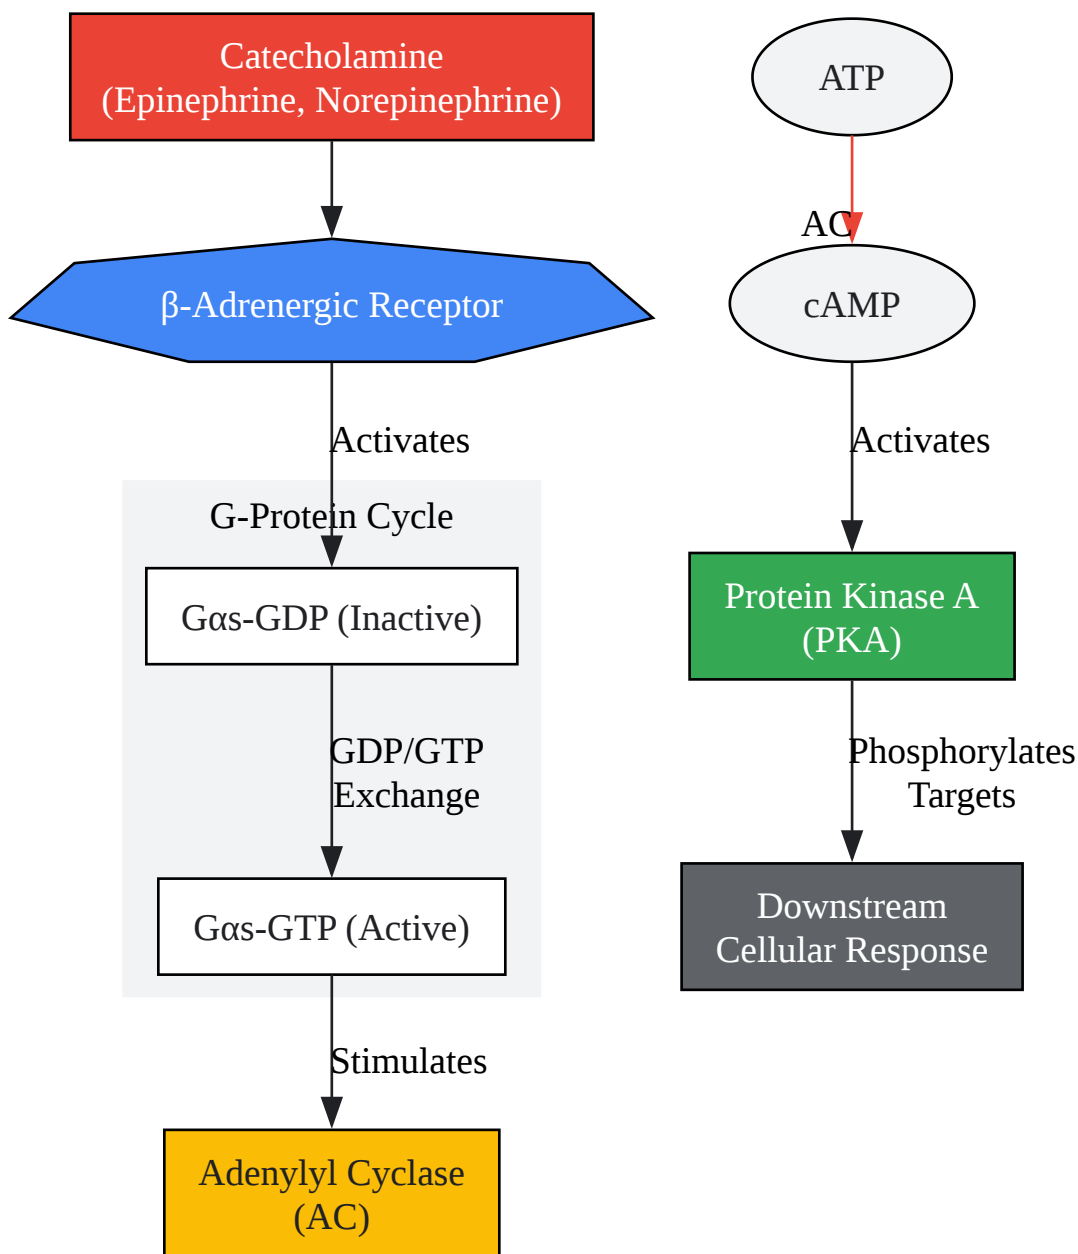 Catecholamine
(Epinephrine, Norepinephrine)
β-Adrenergic Receptor
Activates
G-Protein Cycle
Gαs-GDP (Inactive)
GDP/GTP
Exchange
Gαs-GTP (Active)
Stimulates
Adenylyl Cyclase
(AC)
ATP
AC
cAMP
Activates
Protein Kinase A
(PKA)
Phosphorylates
Targets
Downstream
Cellular Response